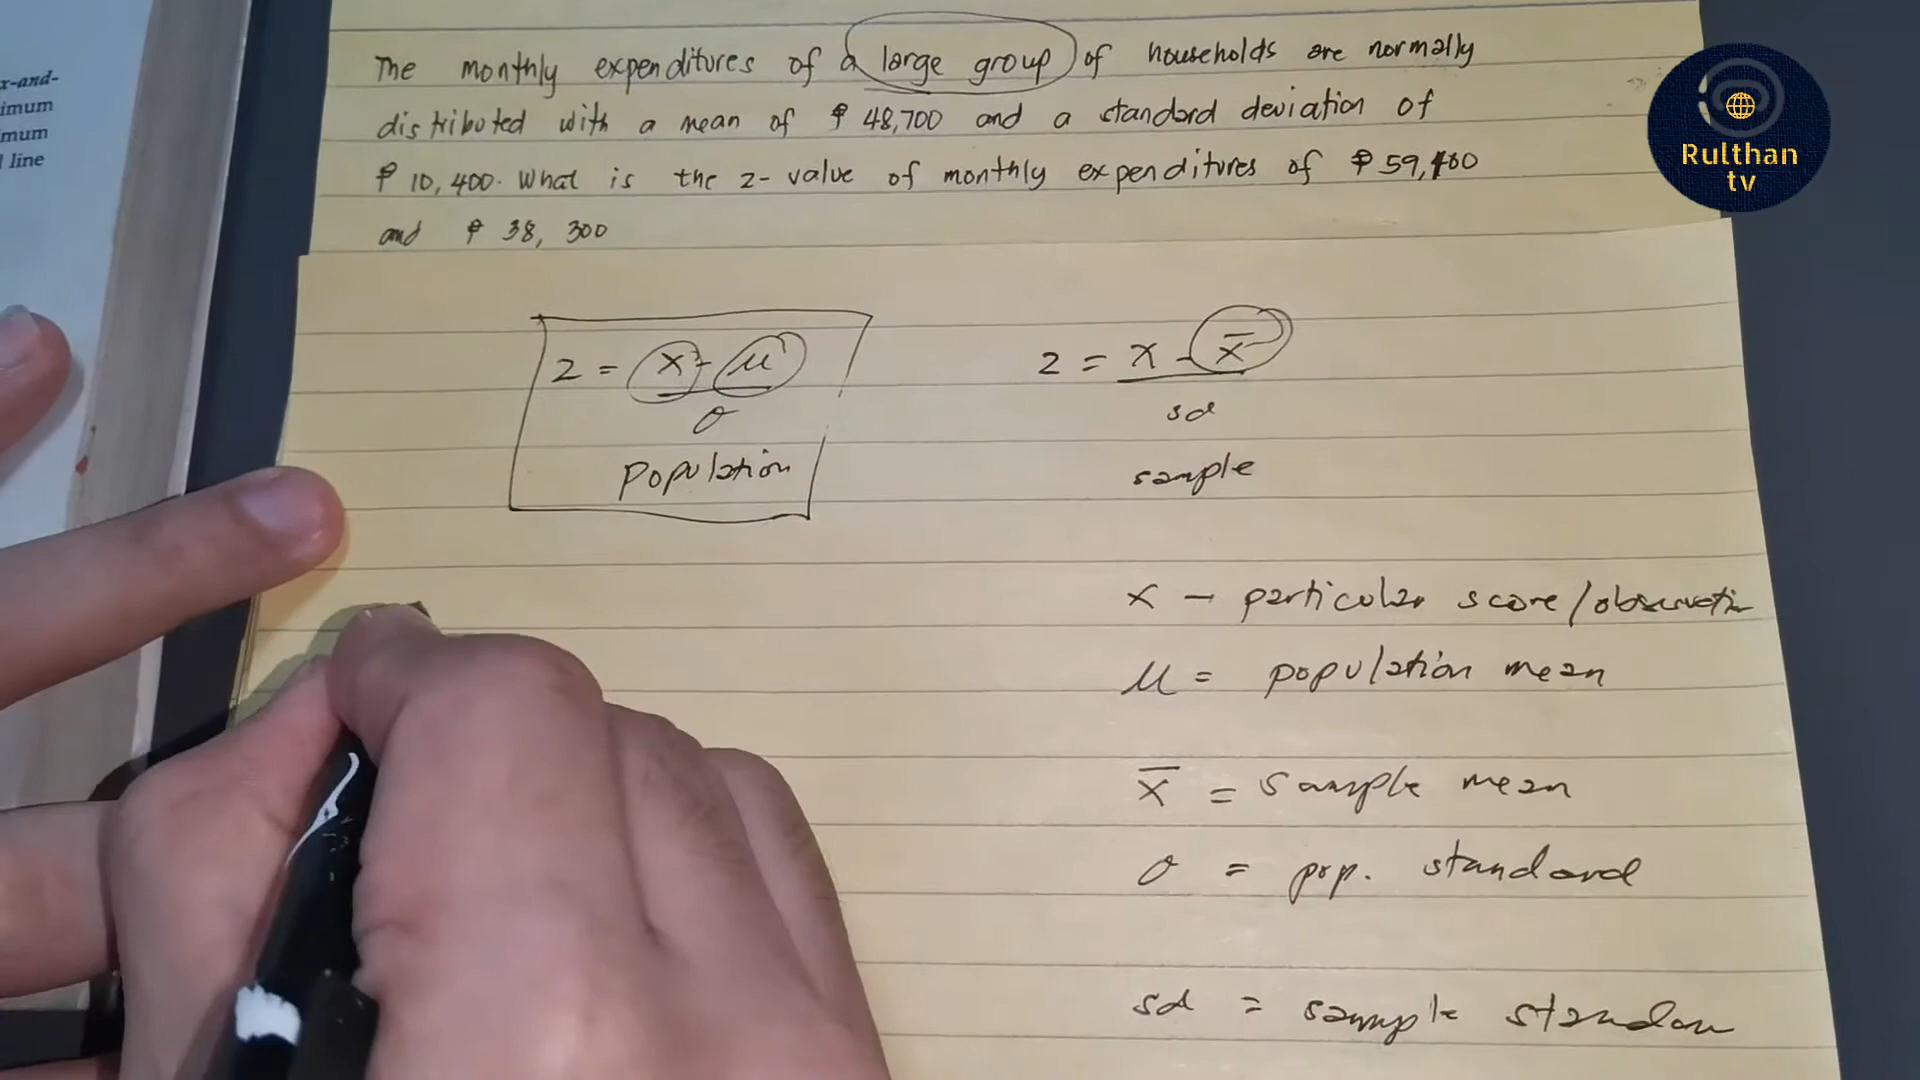 x-and-
imum
mum
line
The monthly expenditures of a large group of households are normally
distributed with a mean of ₱ 48,700 and a standard deviation of
₱ 10,400. What is the z-value of monthly expenditures of ₱ 59,100
and ₱ 38,300
Rulthan
tv
z = x - μ
σ
population
z = x - x̄
sd
sample
x – particular score/observation
μ = population mean
x̄ = sample mean
σ = pop. standard
sd = sample standar